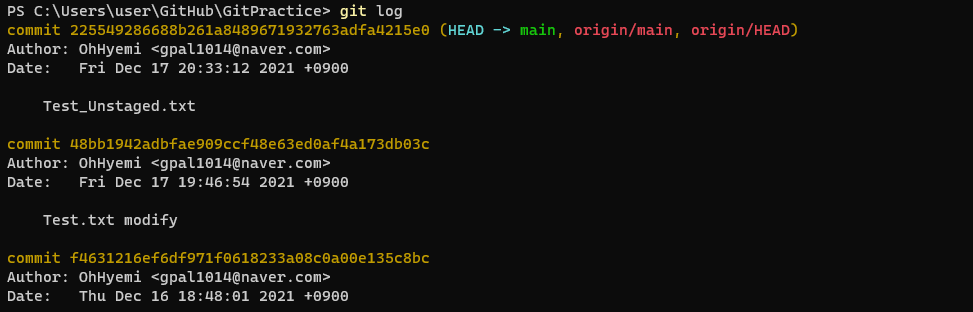 PS C:\Users\user\GitHub\GitPractice> git log
commit 225549286688b261a8489671932763adfa4215e0 (HEAD -> main, origin/main, origin/HEAD)
Author: OhHyemi <gpal1014@naver.com>
Date:   Fri Dec 17 20:33:12 2021 +0900
    Test_Unstaged.txt
commit 48bb1942adbfae909ccf48e63ed0af4a173db03c
Author: OhHyemi <gpal1014@naver.com>
Date:   Fri Dec 17 19:46:54 2021 +0900
    Test.txt modify
commit f4631216ef6df971f0618233a08c0a00e135c8bc
Author: OhHyemi <gpal1014@naver.com>
Date:   Thu Dec 16 18:48:01 2021 +0900